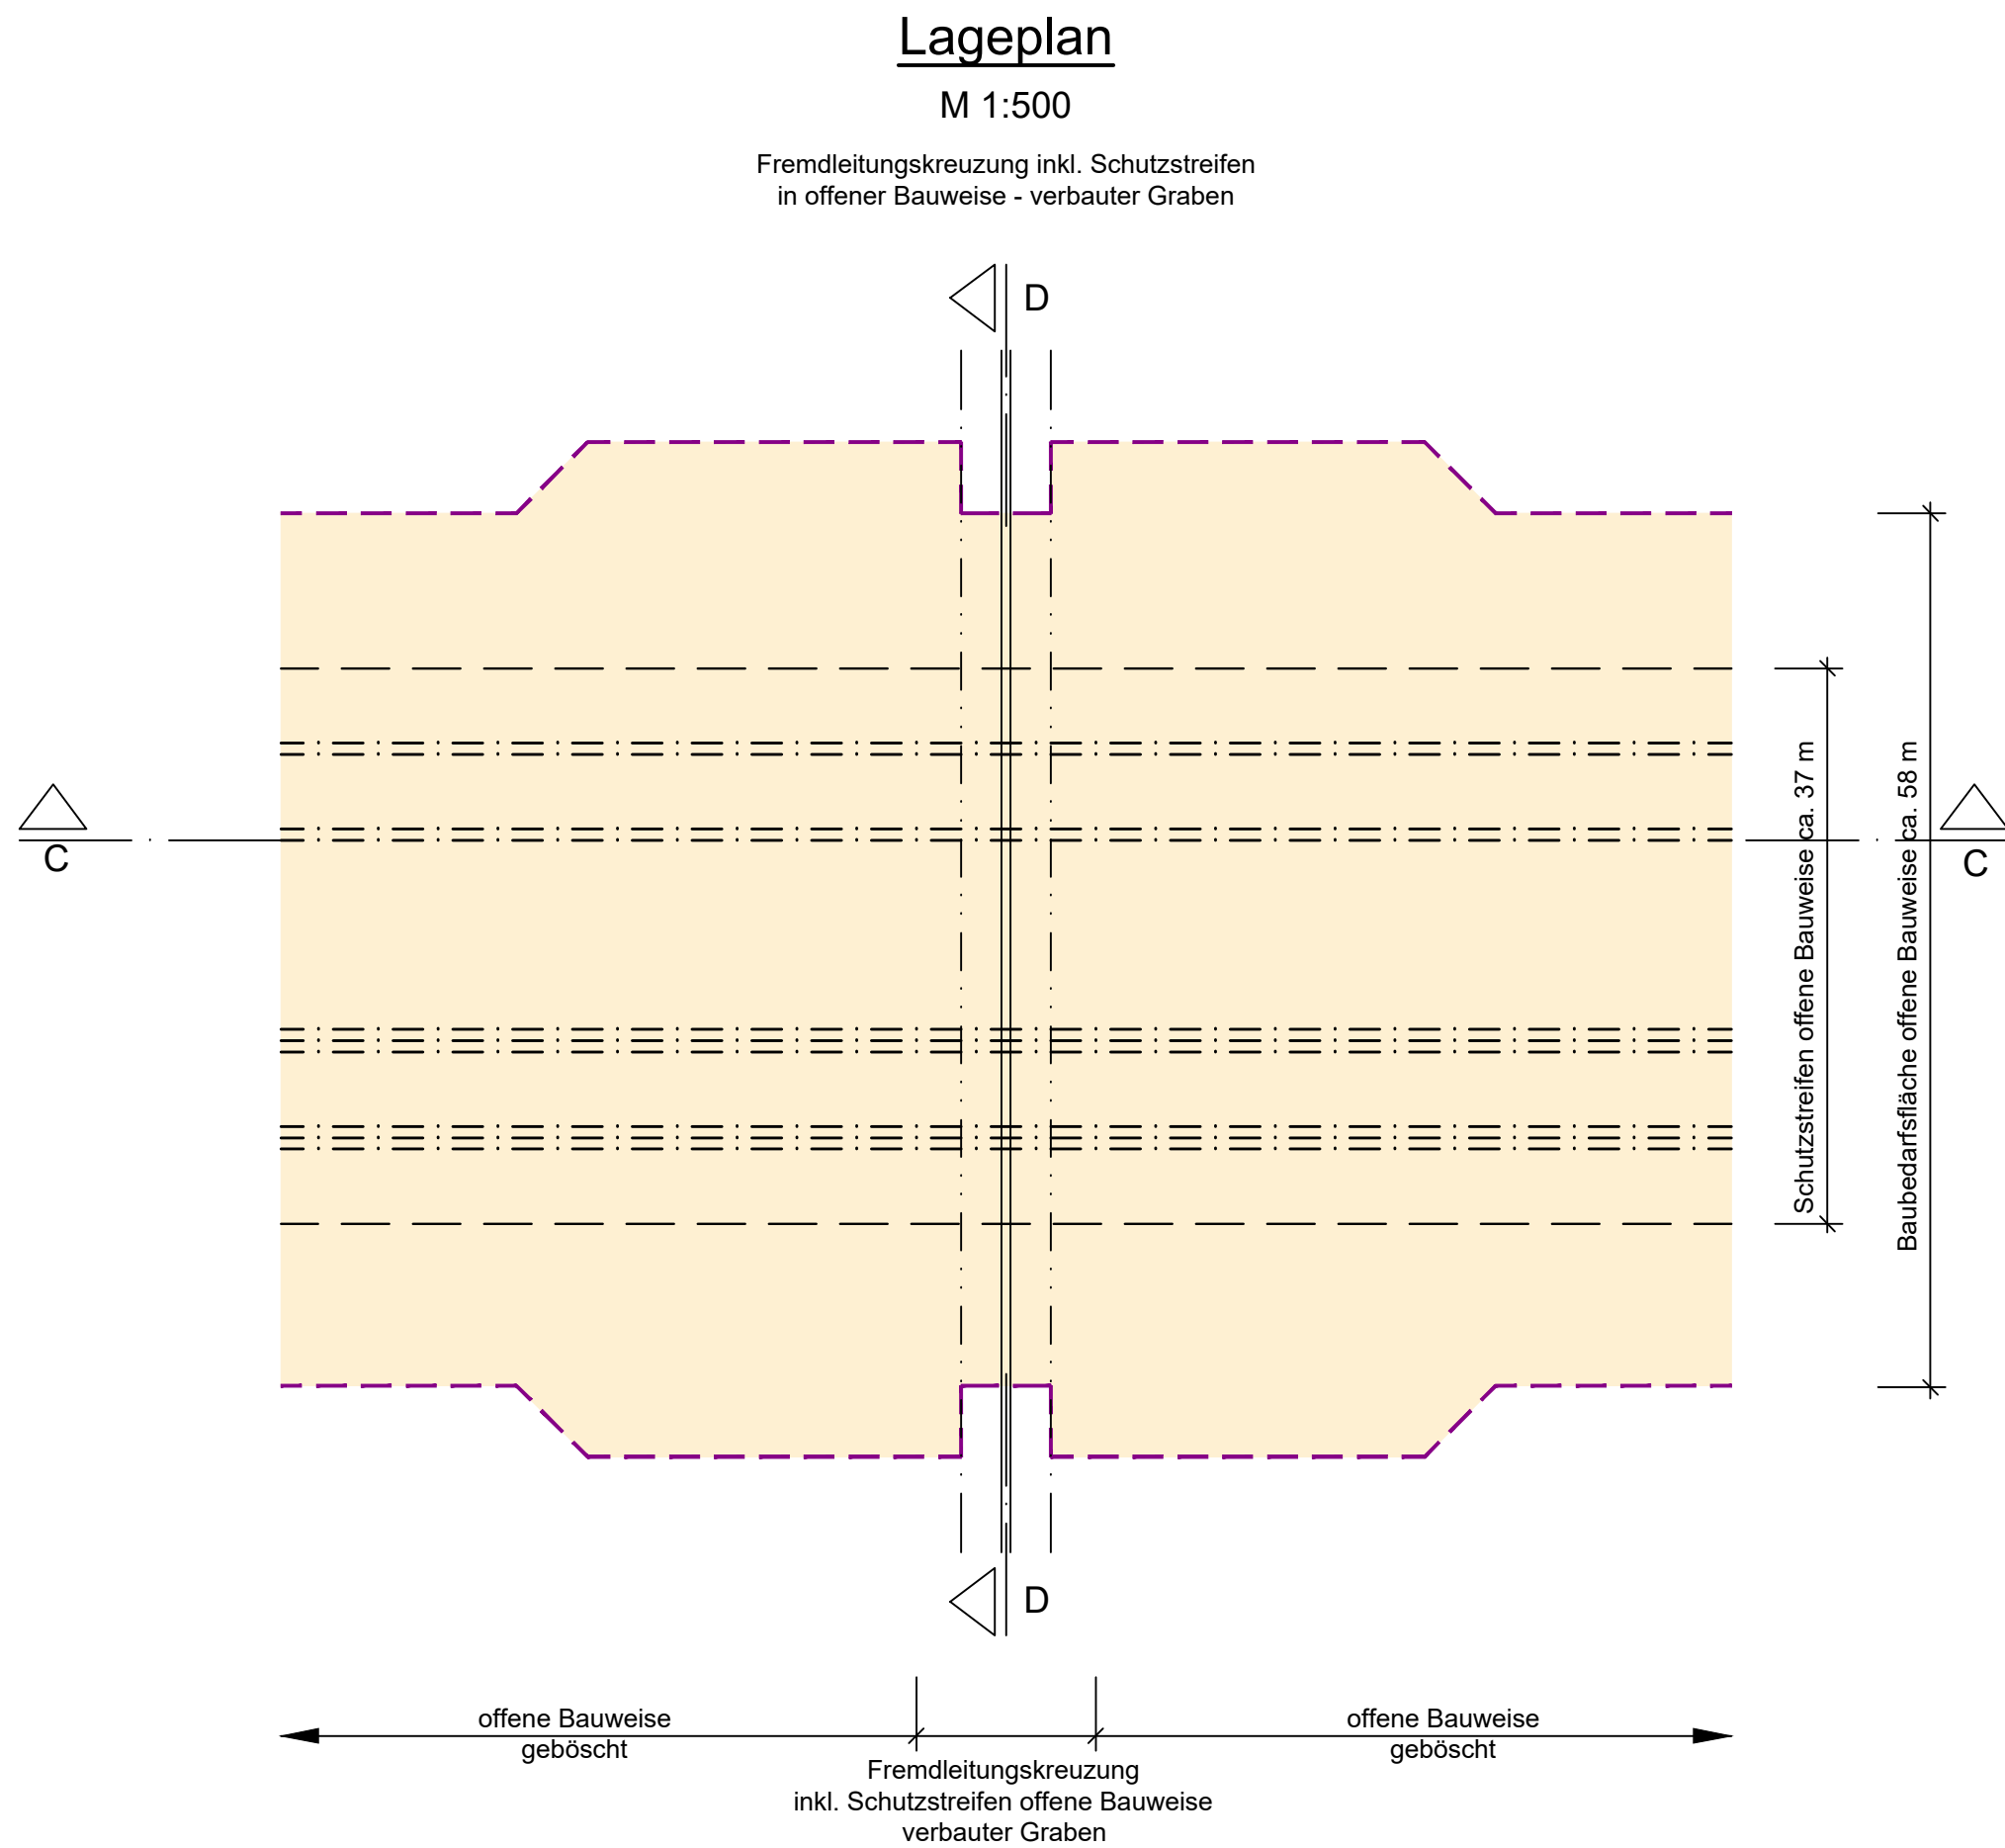 Lageplan
M 1:500
Fremdleitungskreuzung inkl. Schutzstreifen
in offener Bauweise - verbauter Graben
D
C
C
Schutzstreifen offene Bauweise ca. 37 m
Baubedarfsfläche offene Bauweise ca. 58 m
D
offene Bauweise
geböscht
offene Bauweise
geböscht
Fremdleitungskreuzung
inkl. Schutzstreifen offene Bauweise
verbauter Graben